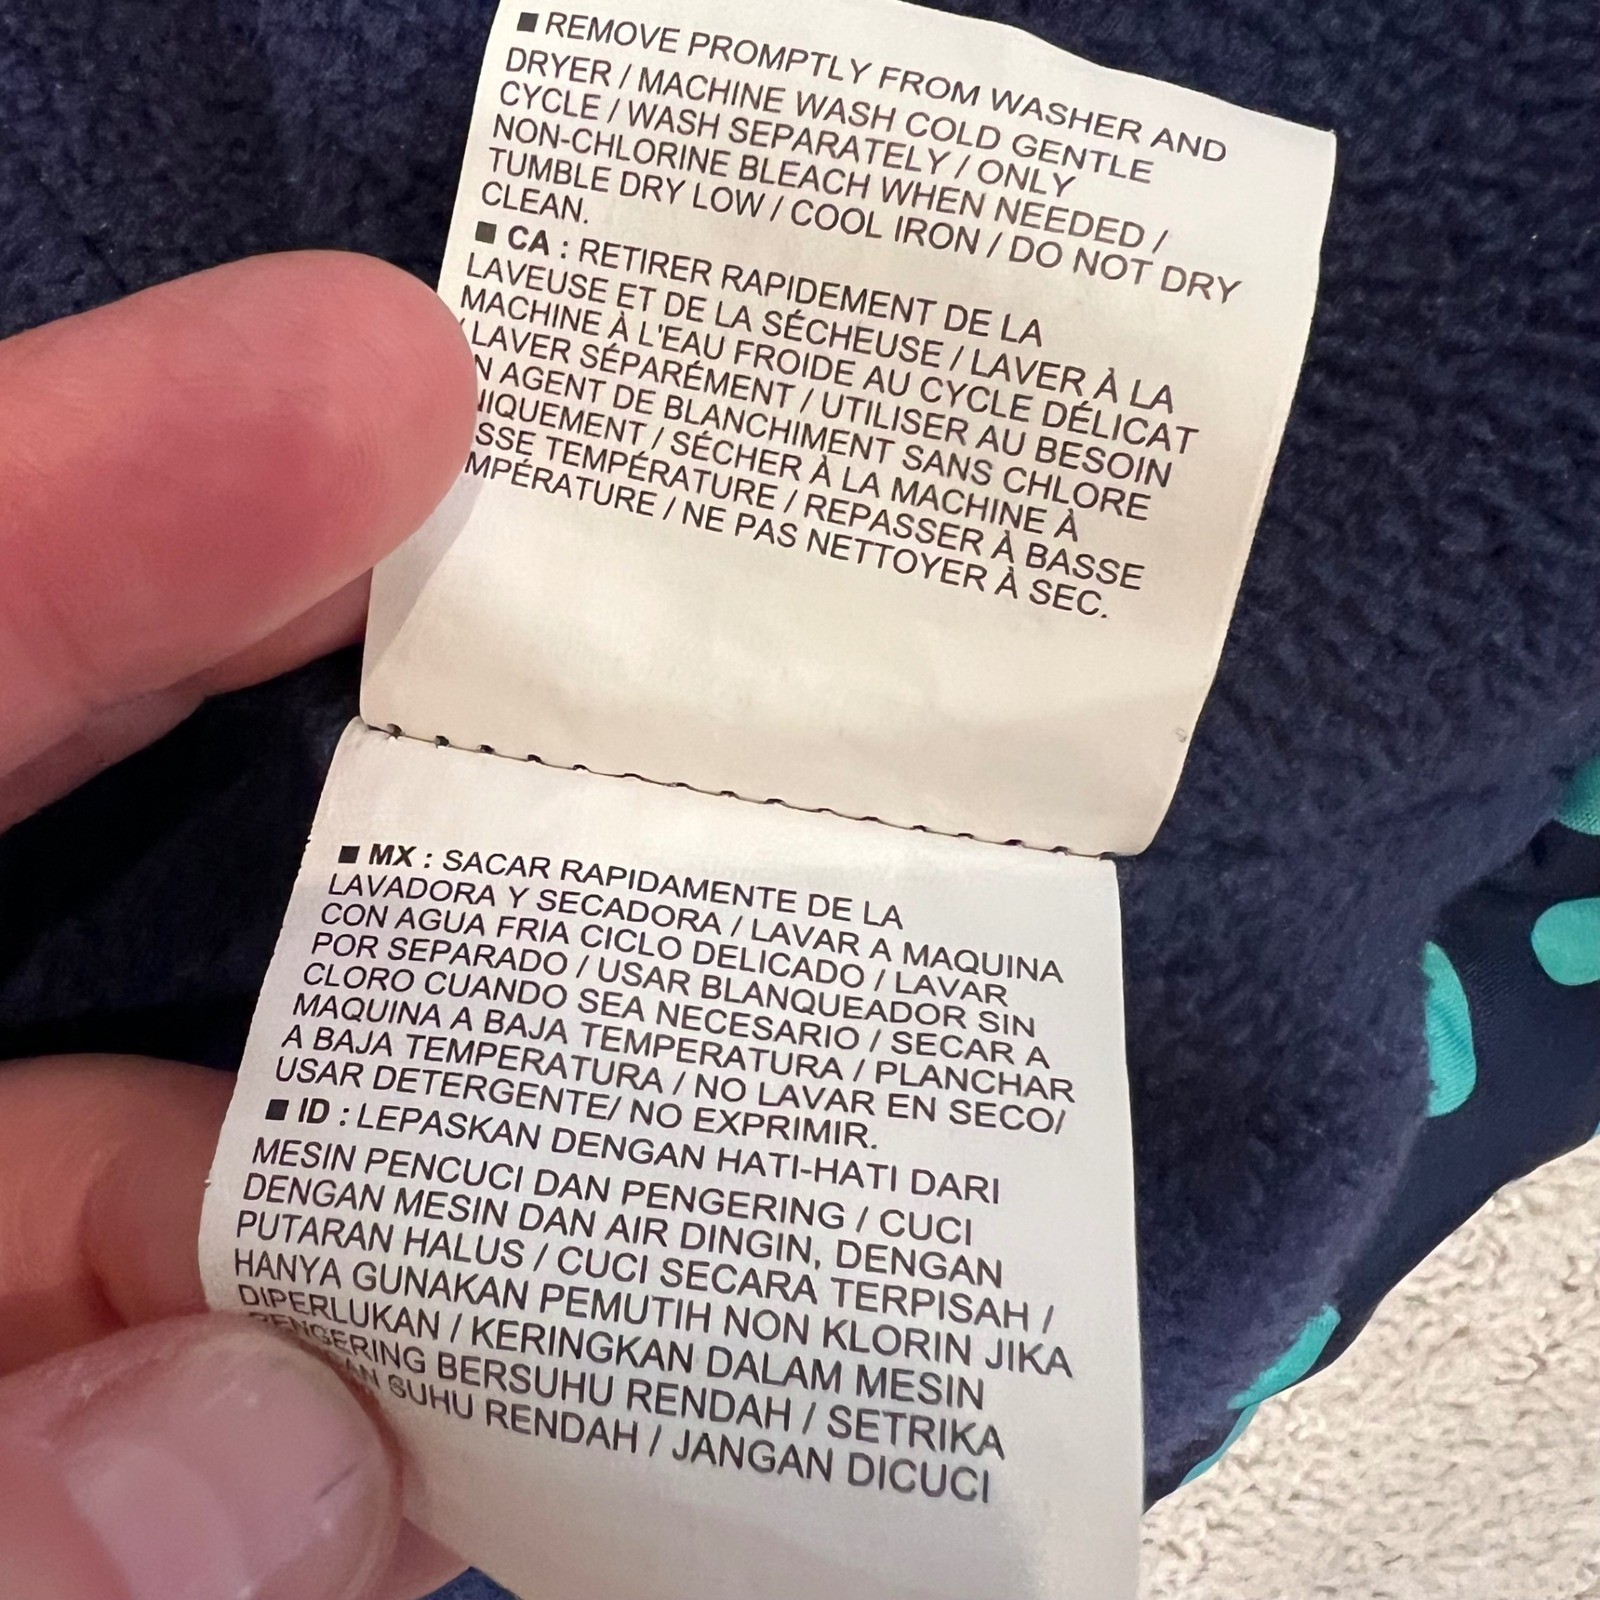 ■ REMOVE PROMPTLY FROM WASHER AND
DRYER / MACHINE WASH COLD GENTLE
CYCLE / WASH SEPARATELY / ONLY
NON-CHLORINE BLEACH WHEN NEEDED /
TUMBLE DRY LOW / COOL IRON / DO NOT DRY
CLEAN.
■ CA : RETIRER RAPIDEMENT DE LA
LAVEUSE ET DE LA SÉCHEUSE / LAVER À LA
MACHINE À L'EAU FROIDE AU CYCLE DÉLICAT
/ LAVER SÉPARÉMENT / UTILISER AU BESOIN
N AGENT DE BLANCHIMENT SANS CHLORE
NIQUEMENT / SÉCHER À LA MACHINE À
SSE TEMPÉRATURE / REPASSER À BASSE
MPÉRATURE / NE PAS NETTOYER À SEC.
■ MX : SACAR RAPIDAMENTE DE LA
LAVADORA Y SECADORA / LAVAR A MAQUINA
CON AGUA FRIA CICLO DELICADO / LAVAR
POR SEPARADO / USAR BLANQUEADOR SIN
CLORO CUANDO SEA NECESARIO / SECAR A
MAQUINA A BAJA TEMPERATURA / PLANCHAR
A BAJA TEMPERATURA / NO LAVAR EN SECO/
USAR DETERGENTE/ NO EXPRIMIR.
■ ID : LEPASKAN DENGAN HATI-HATI DARI
MESIN PENCUCI DAN PENGERING / CUCI
DENGAN MESIN DAN AIR DINGIN, DENGAN
PUTARAN HALUS / CUCI SECARA TERPISAH /
HANYA GUNAKAN PEMUTIH NON KLORIN JIKA
DIPERLUKAN / KERINGKAN DALAM MESIN
PENGERING BERSUHU RENDAH / SETRIKA
SUHU RENDAH / JANGAN DICUCI